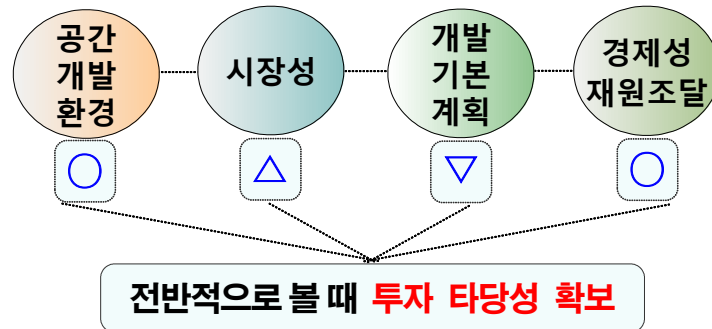 공간
개발
환경
시장성
개발
기본
계획
경제성
재원조달
○
△
▽
○
전반적으로 볼 때 투자 타당성 확보